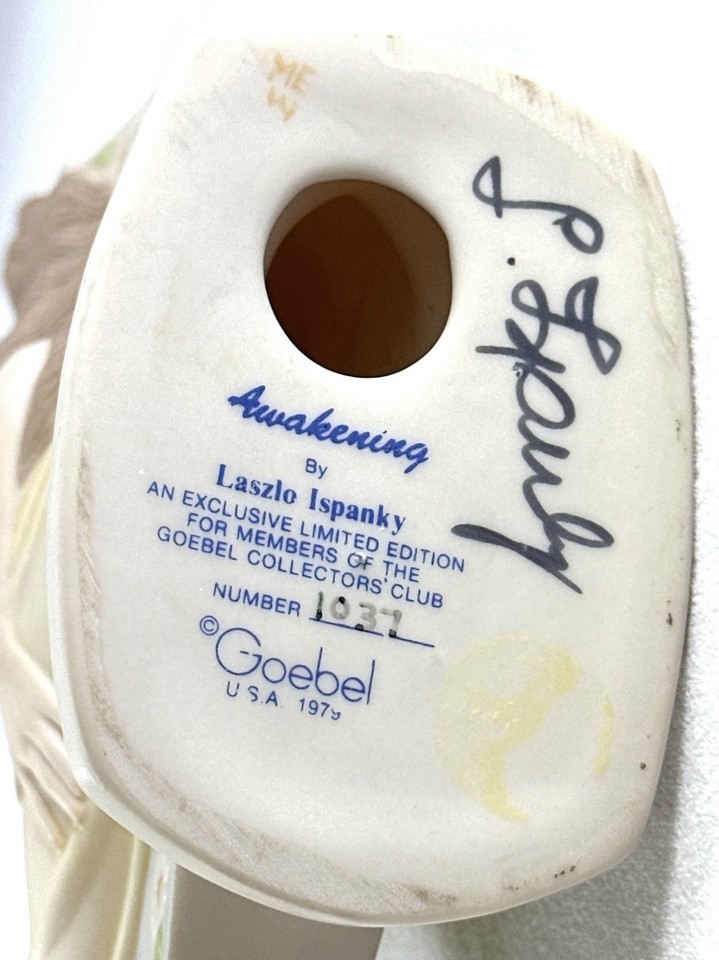 ME
W
L. Ispanky
Awakening
By
Laszlo Ispanky
AN EXCLUSIVE LIMITED EDITION
FOR MEMBERS OF THE
GOEBEL COLLECTORS' CLUB
NUMBER 1037
© Goebel
U.S.A. 1979